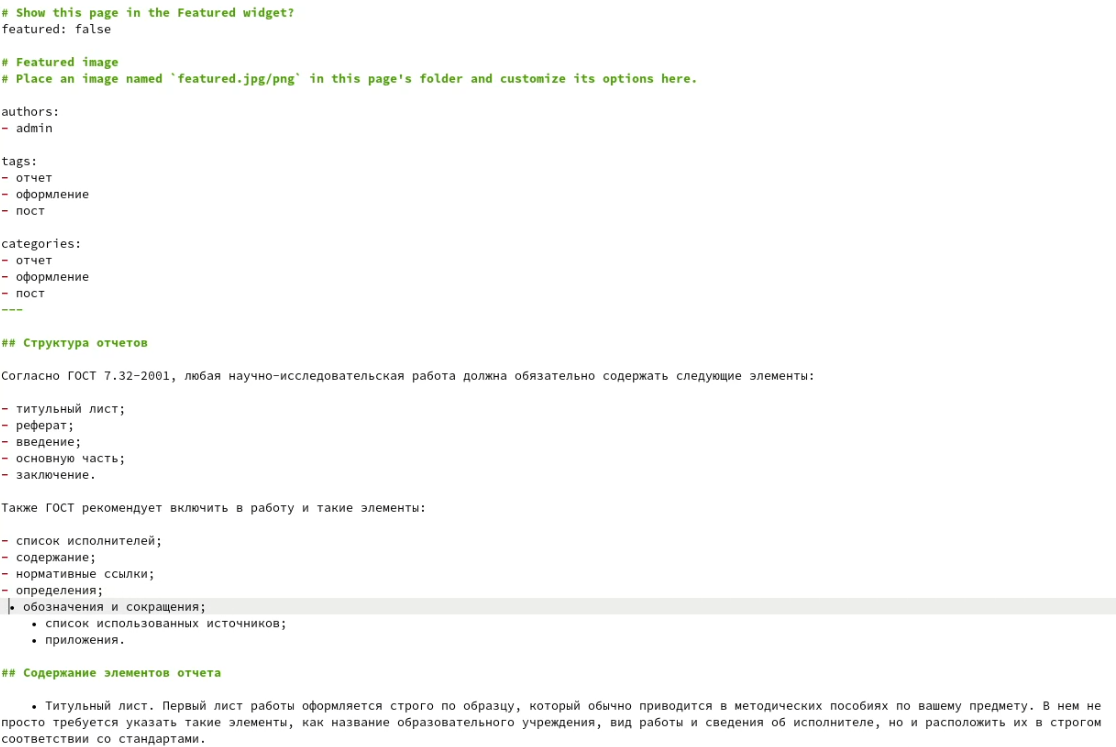 # Show this page in the Featured widget?
featured: false
# Featured image
# Place an image named `featured.jpg/png` in this page's folder and customize its options here.
authors:
- admin
tags:
- отчет
- оформление
- пост
categories:
- отчет
- оформление
- пост
---
## Структура отчетов
Согласно ГОСТ 7.32-2001, любая научно-исследовательская работа должна обязательно содержать следующие элементы:
- титульный лист;
- реферат;
- введение;
- основную часть;
- заключение.
Также ГОСТ рекомендует включить в работу и такие элементы:
- список исполнителей;
- содержание;
- нормативные ссылки;
- определения;
• обозначения и сокращения;
• список использованных источников;
• приложения.
## Содержание элементов отчета
• Титульный лист. Первый лист работы оформляется строго по образцу, который обычно приводится в методических пособиях по вашему предмету. В нем не
просто требуется указать такие элементы, как название образовательного учреждения, вид работы и сведения об исполнителе, но и расположить их в строгом
соответствии со стандартами.